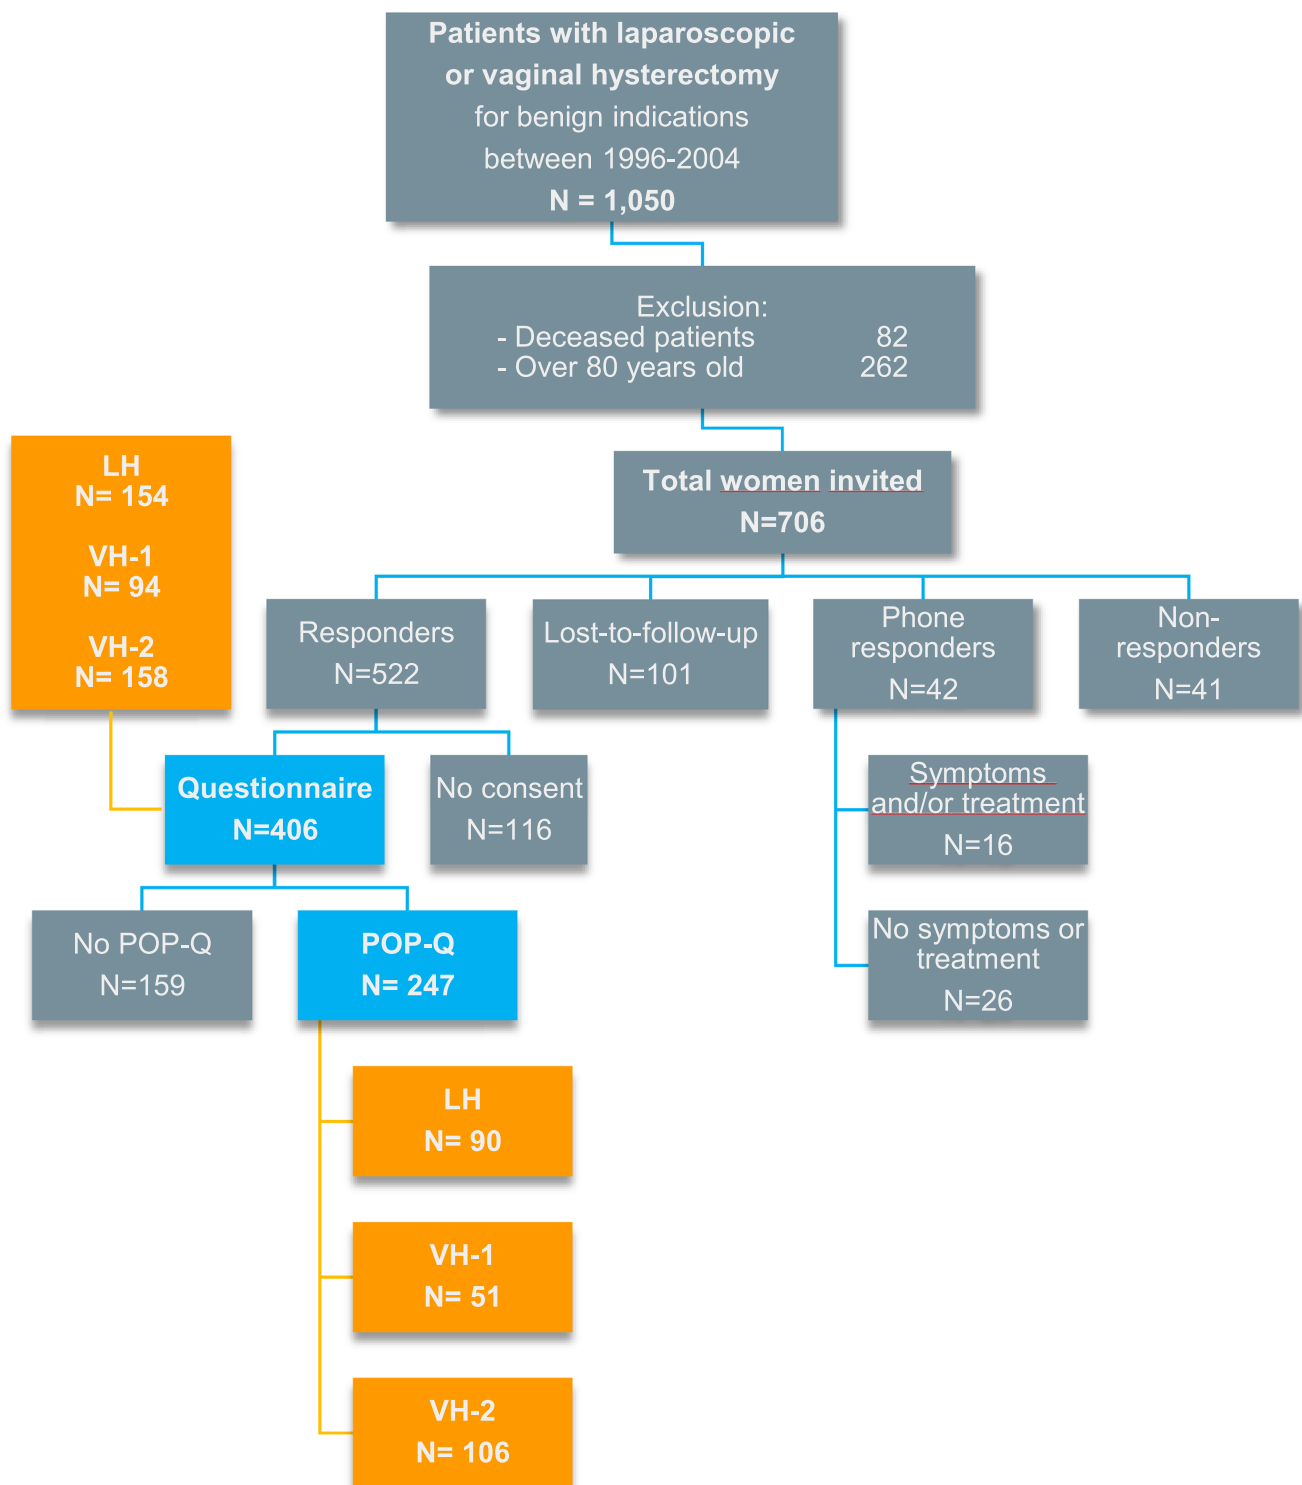 Patients with laparoscopic
or vaginal hysterectomy
for benign indications
between 1996-2004
N = 1,050
Exclusion:
- Deceased patients 82
- Over 80 years old 262
LH
N= 154
VH-1
N= 94
VH-2
N= 158
Total women invited
N=706
Responders
N=522
Lost-to-follow-up
N=101
Phone
responders
N=42
Non-
responders
N=41
Questionnaire
N=406
No consent
N=116
Symptoms
and/or treatment
N=16
No POP-Q
N=159
POP-Q
N= 247
No symptoms or
treatment
N=26
LH
N= 90
VH-1
N= 51
VH-2
N= 106